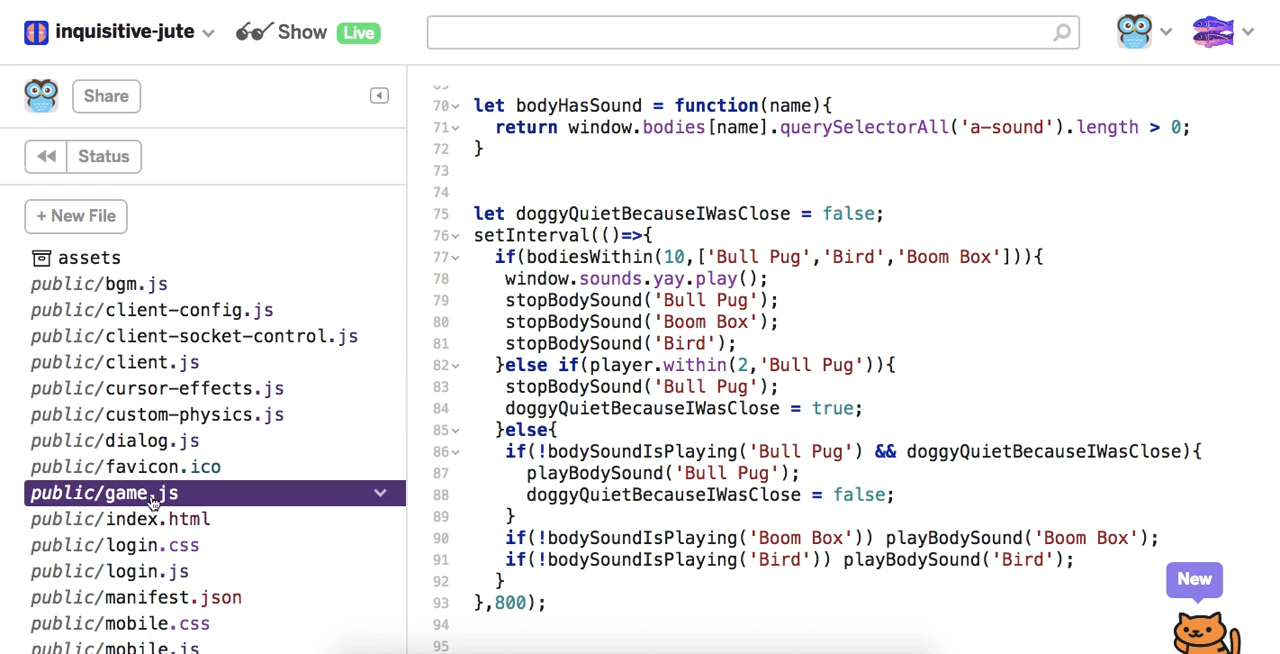 inquisitive-jute Show Live
Share
Status
+ New File
assets
public/bgm.js
public/client-config.js
public/client-socket-control.js
public/client.js
public/cursor-effects.js
public/custom-physics.js
public/dialog.js
public/favicon.ico
public/game.js
public/index.html
public/login.css
public/login.js
public/manifest.json
public/mobile.css
public/mobile.js
70 let bodyHasSound = function(name){
71 return window.bodies[name].querySelectorAll('a-sound').length > 0;
72 }
73
74
75 let doggyQuietBecauseIWasClose = false;
76 setInterval(()=>{
77 if(bodiesWithin(10,['Bull Pug','Bird','Boom Box'])){
78 window.sounds.yay.play();
79 stopBodySound('Bull Pug');
80 stopBodySound('Boom Box');
81 stopBodySound('Bird');
82 }else if(player.within(2,'Bull Pug')){
83 stopBodySound('Bull Pug');
84 doggyQuietBecauseIWasClose = true;
85 }else{
86 if(!bodySoundIsPlaying('Bull Pug') && doggyQuietBecauseIWasClose){
87 playBodySound('Bull Pug');
88 doggyQuietBecauseIWasClose = false;
89 }
90 if(!bodySoundIsPlaying('Boom Box')) playBodySound('Boom Box');
91 if(!bodySoundIsPlaying('Bird')) playBodySound('Bird');
92 }
93 },800);
94
95
New